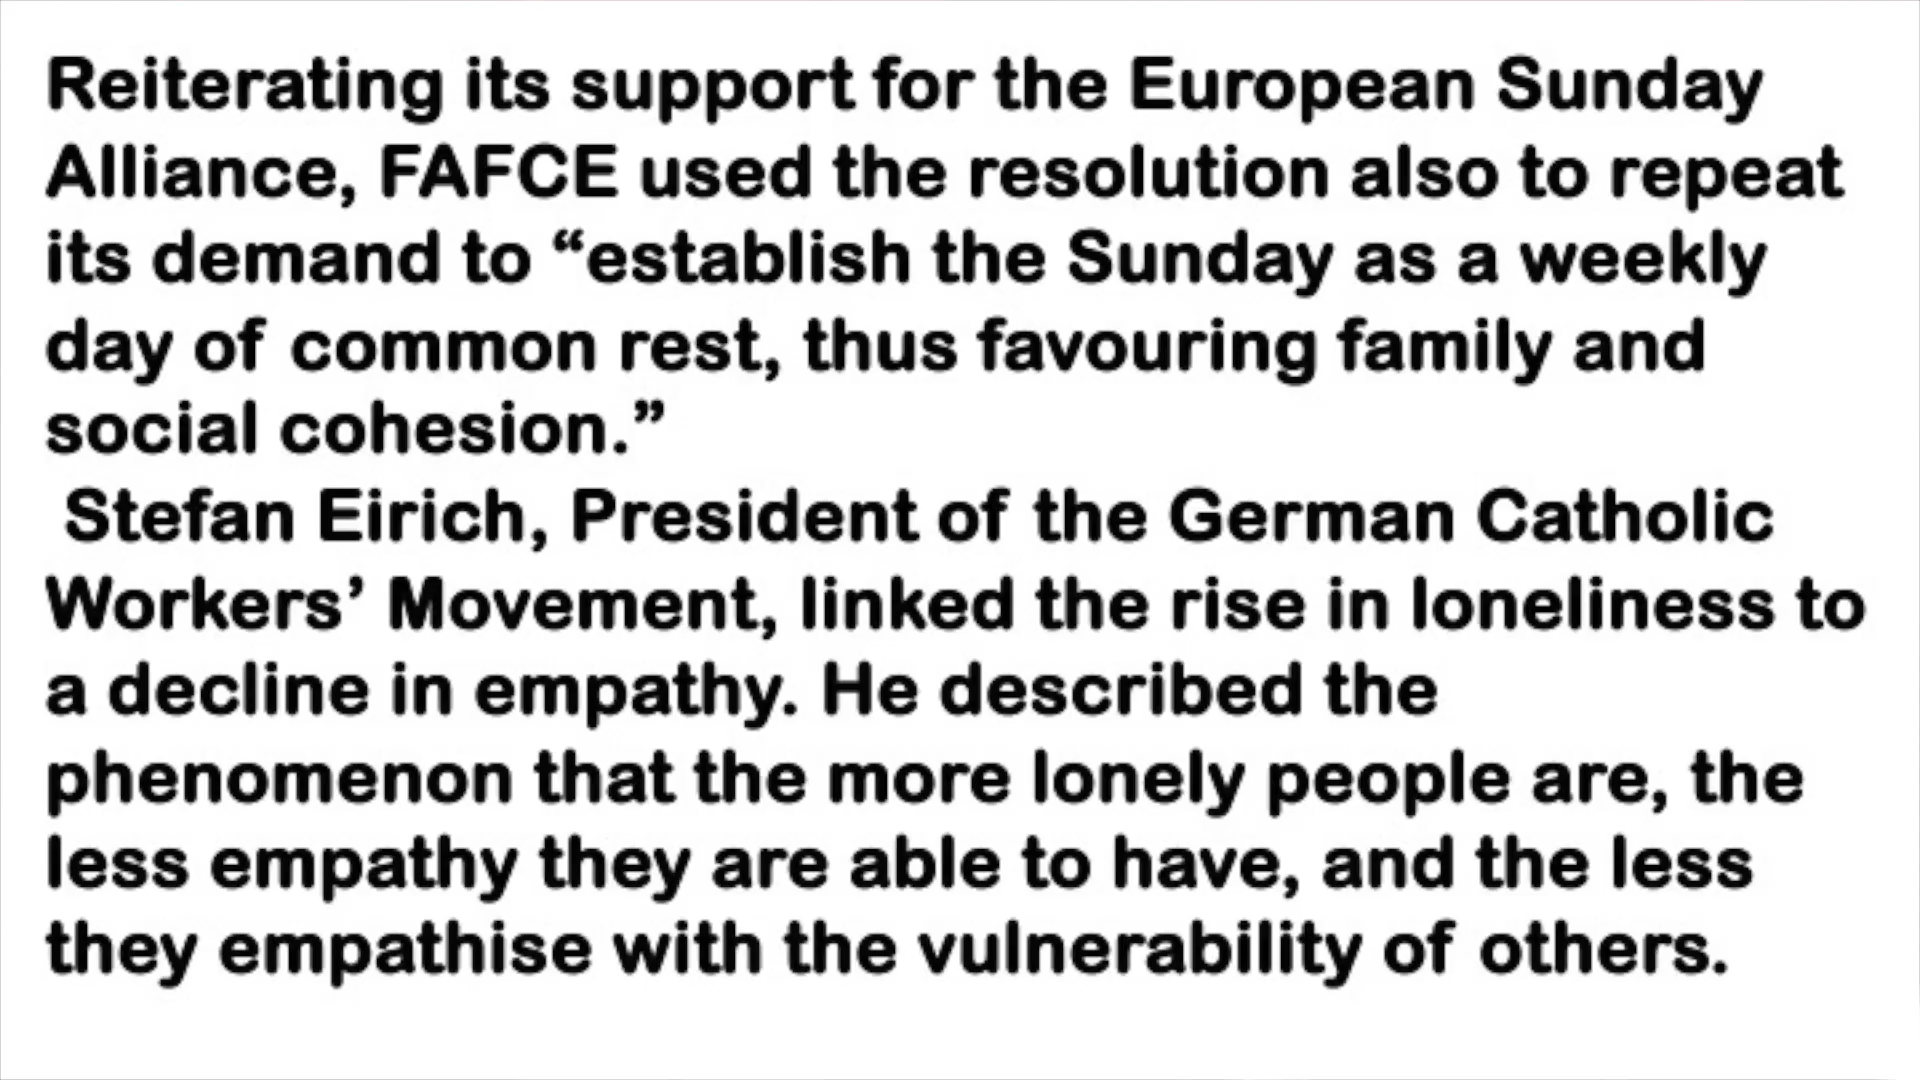 Reiterating its support for the European Sunday
Alliance, FAFCE used the resolution also to repeat
its demand to “establish the Sunday as a weekly
day of common rest, thus favouring family and
social cohesion.”
Stefan Eirich, President of the German Catholic
Workers’ Movement, linked the rise in loneliness to
a decline in empathy. He described the
phenomenon that the more lonely people are, the
less empathy they are able to have, and the less
they empathise with the vulnerability of others.